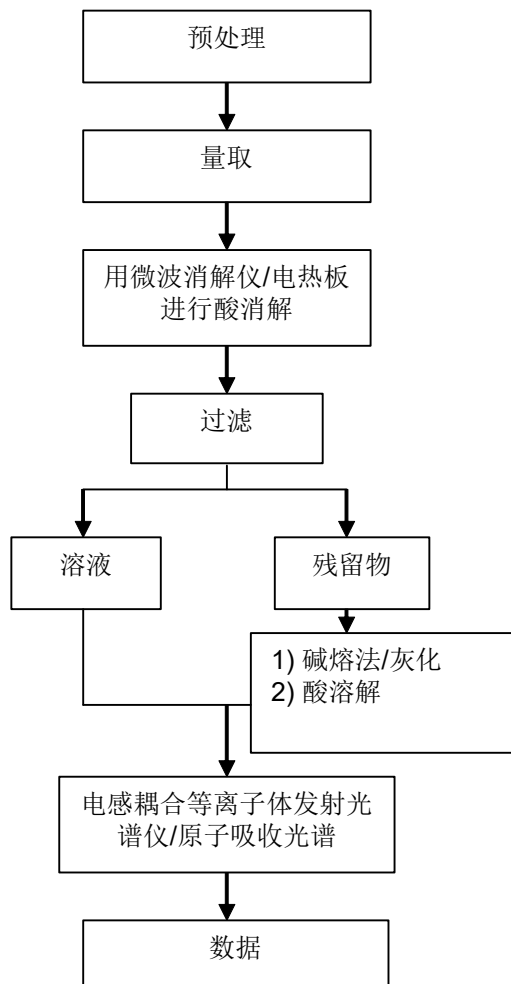 预处理
量取
用微波消解仪/电热板
进行酸消解
过滤
溶液
残留物
1) 碱熔法/灰化
2) 酸溶解
电感耦合等离子体发射光
谱仪/原子吸收光谱
数据